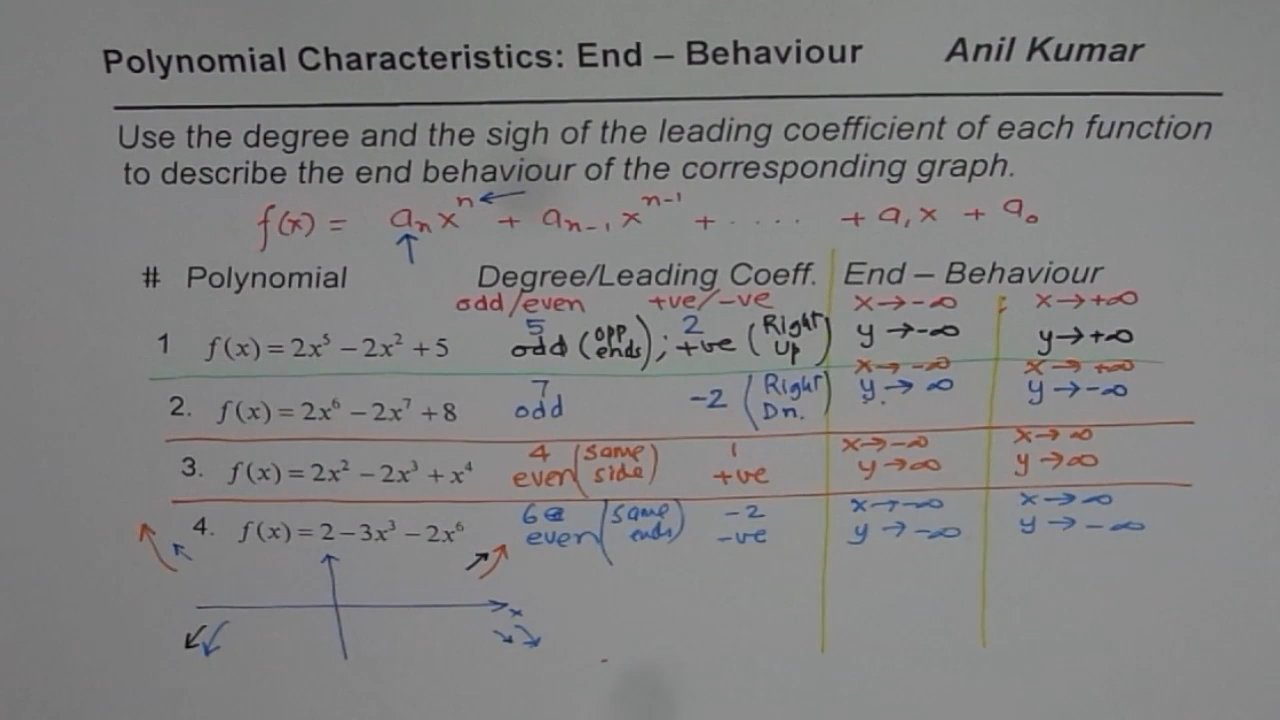 Polynomial Characteristics: End – Behaviour Anil Kumar
Use the degree and the sigh of the leading coefficient of each function
to describe the end behaviour of the corresponding graph.
f(x) = aₙxⁿ + aₙ₋₁xⁿ⁻¹ + ..... + a₁x + a₀
# Polynomial Degree/Leading Coeff. End – Behaviour
odd/even +ve/-ve x→-∞ ; x→+∞
1 f(x) = 2x⁵ – 2x² + 5 5 odd (opp ends); 2 +ve (Right Up) y→-∞ y→+∞
x→-∞ x→+∞
2. f(x) = 2x⁶ – 2x⁷ + 8 7 odd -2 (Right Dn.) y→∞ y→-∞
x→-∞ x→∞
3. f(x) = 2x² – 2x³ + x⁴ 4 even (same side) 1 +ve y→∞ y→∞
x→-∞ x→∞
4. f(x) = 2 – 3x³ – 2x⁶ 6 even (same ends) -2 -ve y→-∞ y→-∞
x